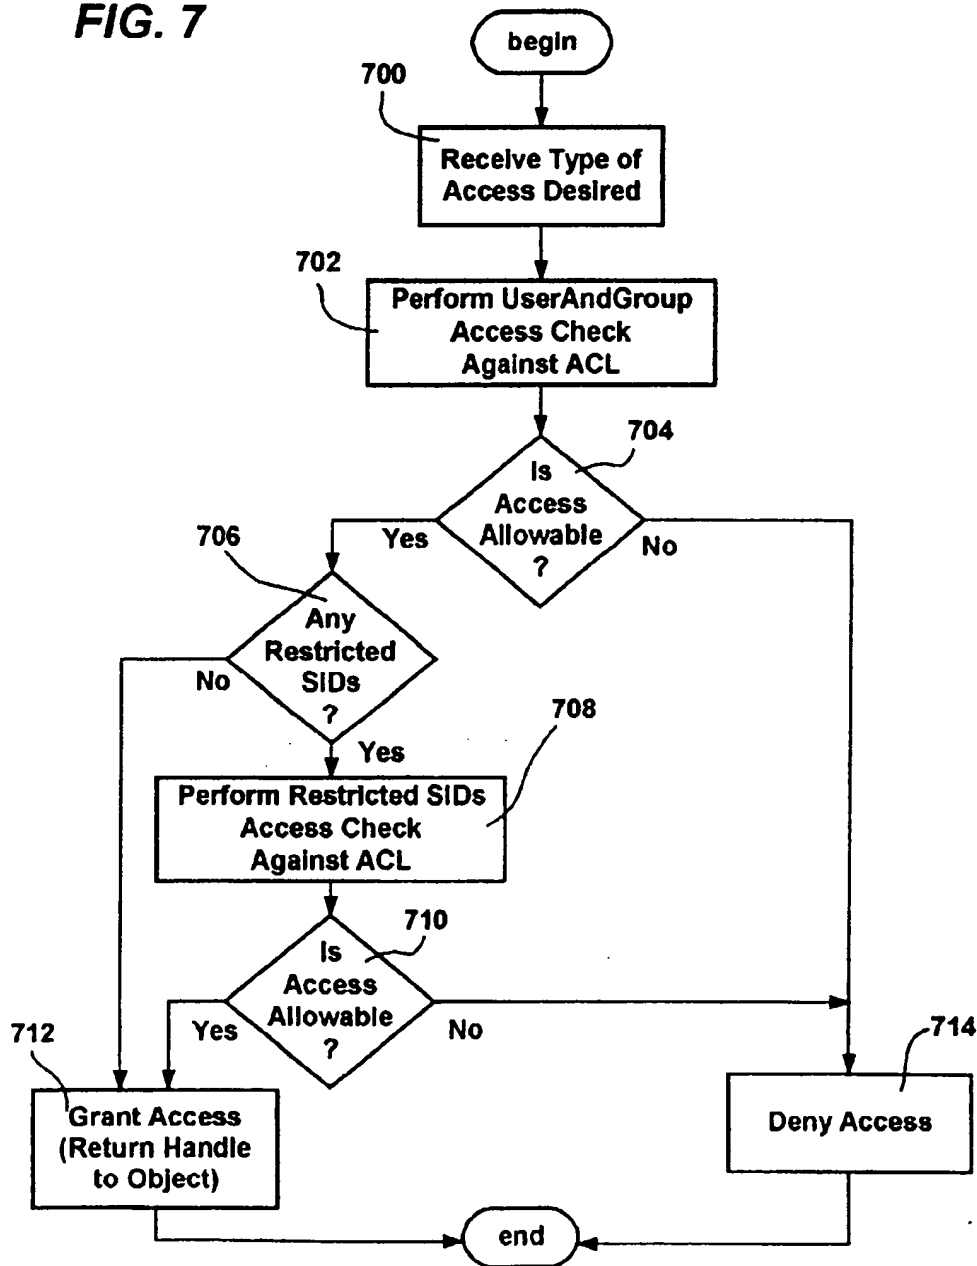 FIG. 7
begin
700
Receive Type of
Access Desired
702
Perform UserAndGroup
Access Check
Against ACL
704
Is
Access
Allowable
?
Yes
No
706
Any
Restricted
SIDs
?
No
Yes
708
Perform Restricted SIDs
Access Check
Against ACL
710
Is
Access
Allowable
?
Yes
No
712
Grant Access
(Return Handle
to Object)
714
Deny Access
end